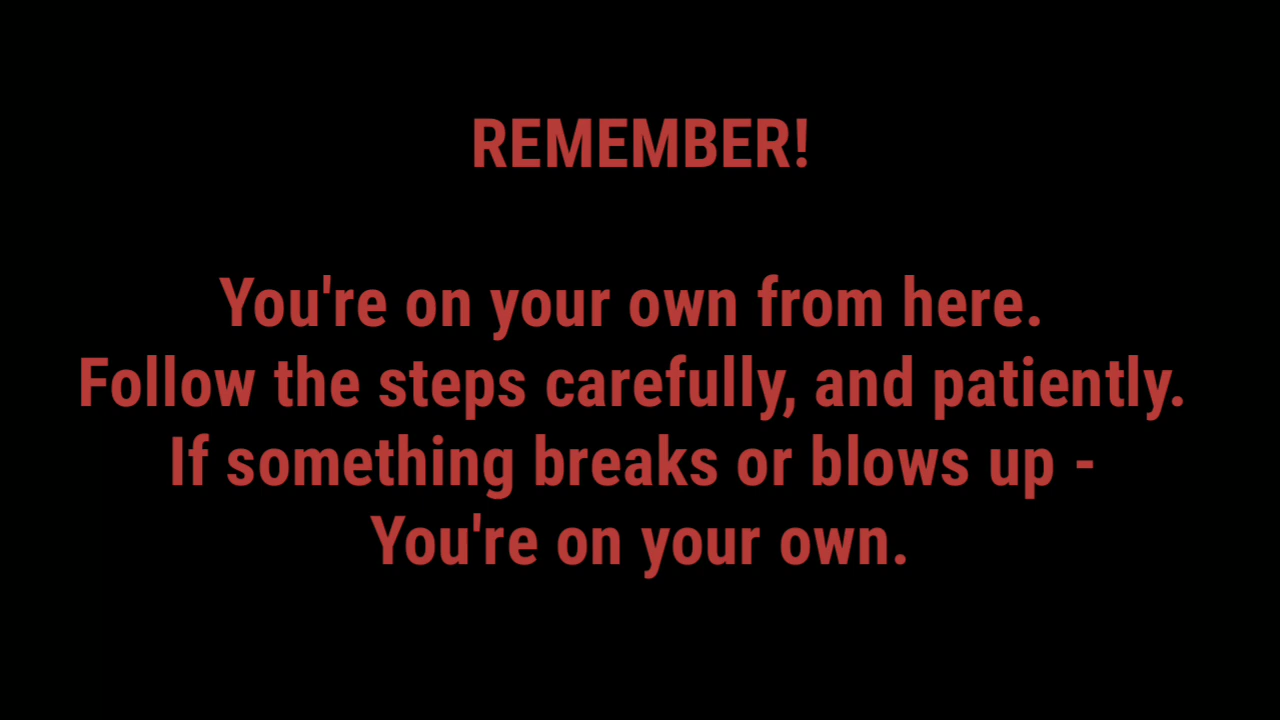 REMEMBER!
You're on your own from here.
Follow the steps carefully, and patiently.
If something breaks or blows up -
You're on your own.